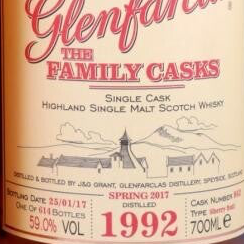 Glenfarclas
THE
FAMILY CASKS
SINGLE CASK
HIGHLAND SINGLE MALT SCOTCH WHISKY
DISTILLED & BOTTLED BY J&G GRANT, GLENFARCLAS DISTILLERY, SPEYSIDE, SCOTLAND
SPRING 2017
BOTTLING DATE 25/01/17
ONE OF 614 BOTTLES
59.0% VOL
DISTILLED
1992
CASK NUMBER
TYPE Sherry Butt
700ML e